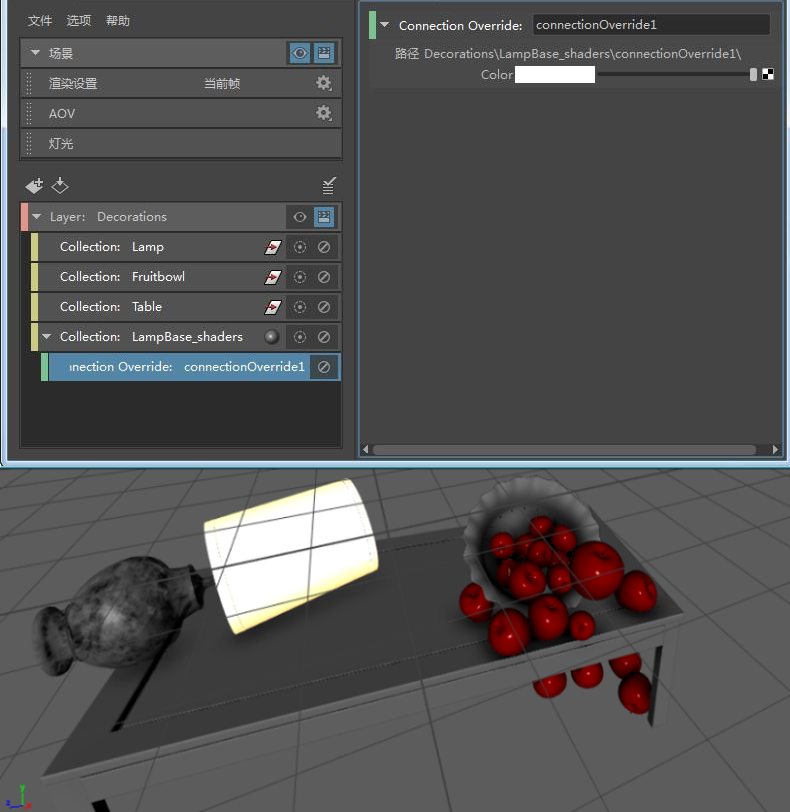 文件 选项 帮助
场景
渲染设置 当前帧
AOV
灯光
Layer: Decorations
Collection: Lamp
Collection: Fruitbowl
Collection: Table
Collection: LampBase_shaders
nection Override: connectionOverride1
Connection Override: connectionOverride1
路径 Decorations\LampBase_shaders\connectionOverride1\
Color
y
z
x